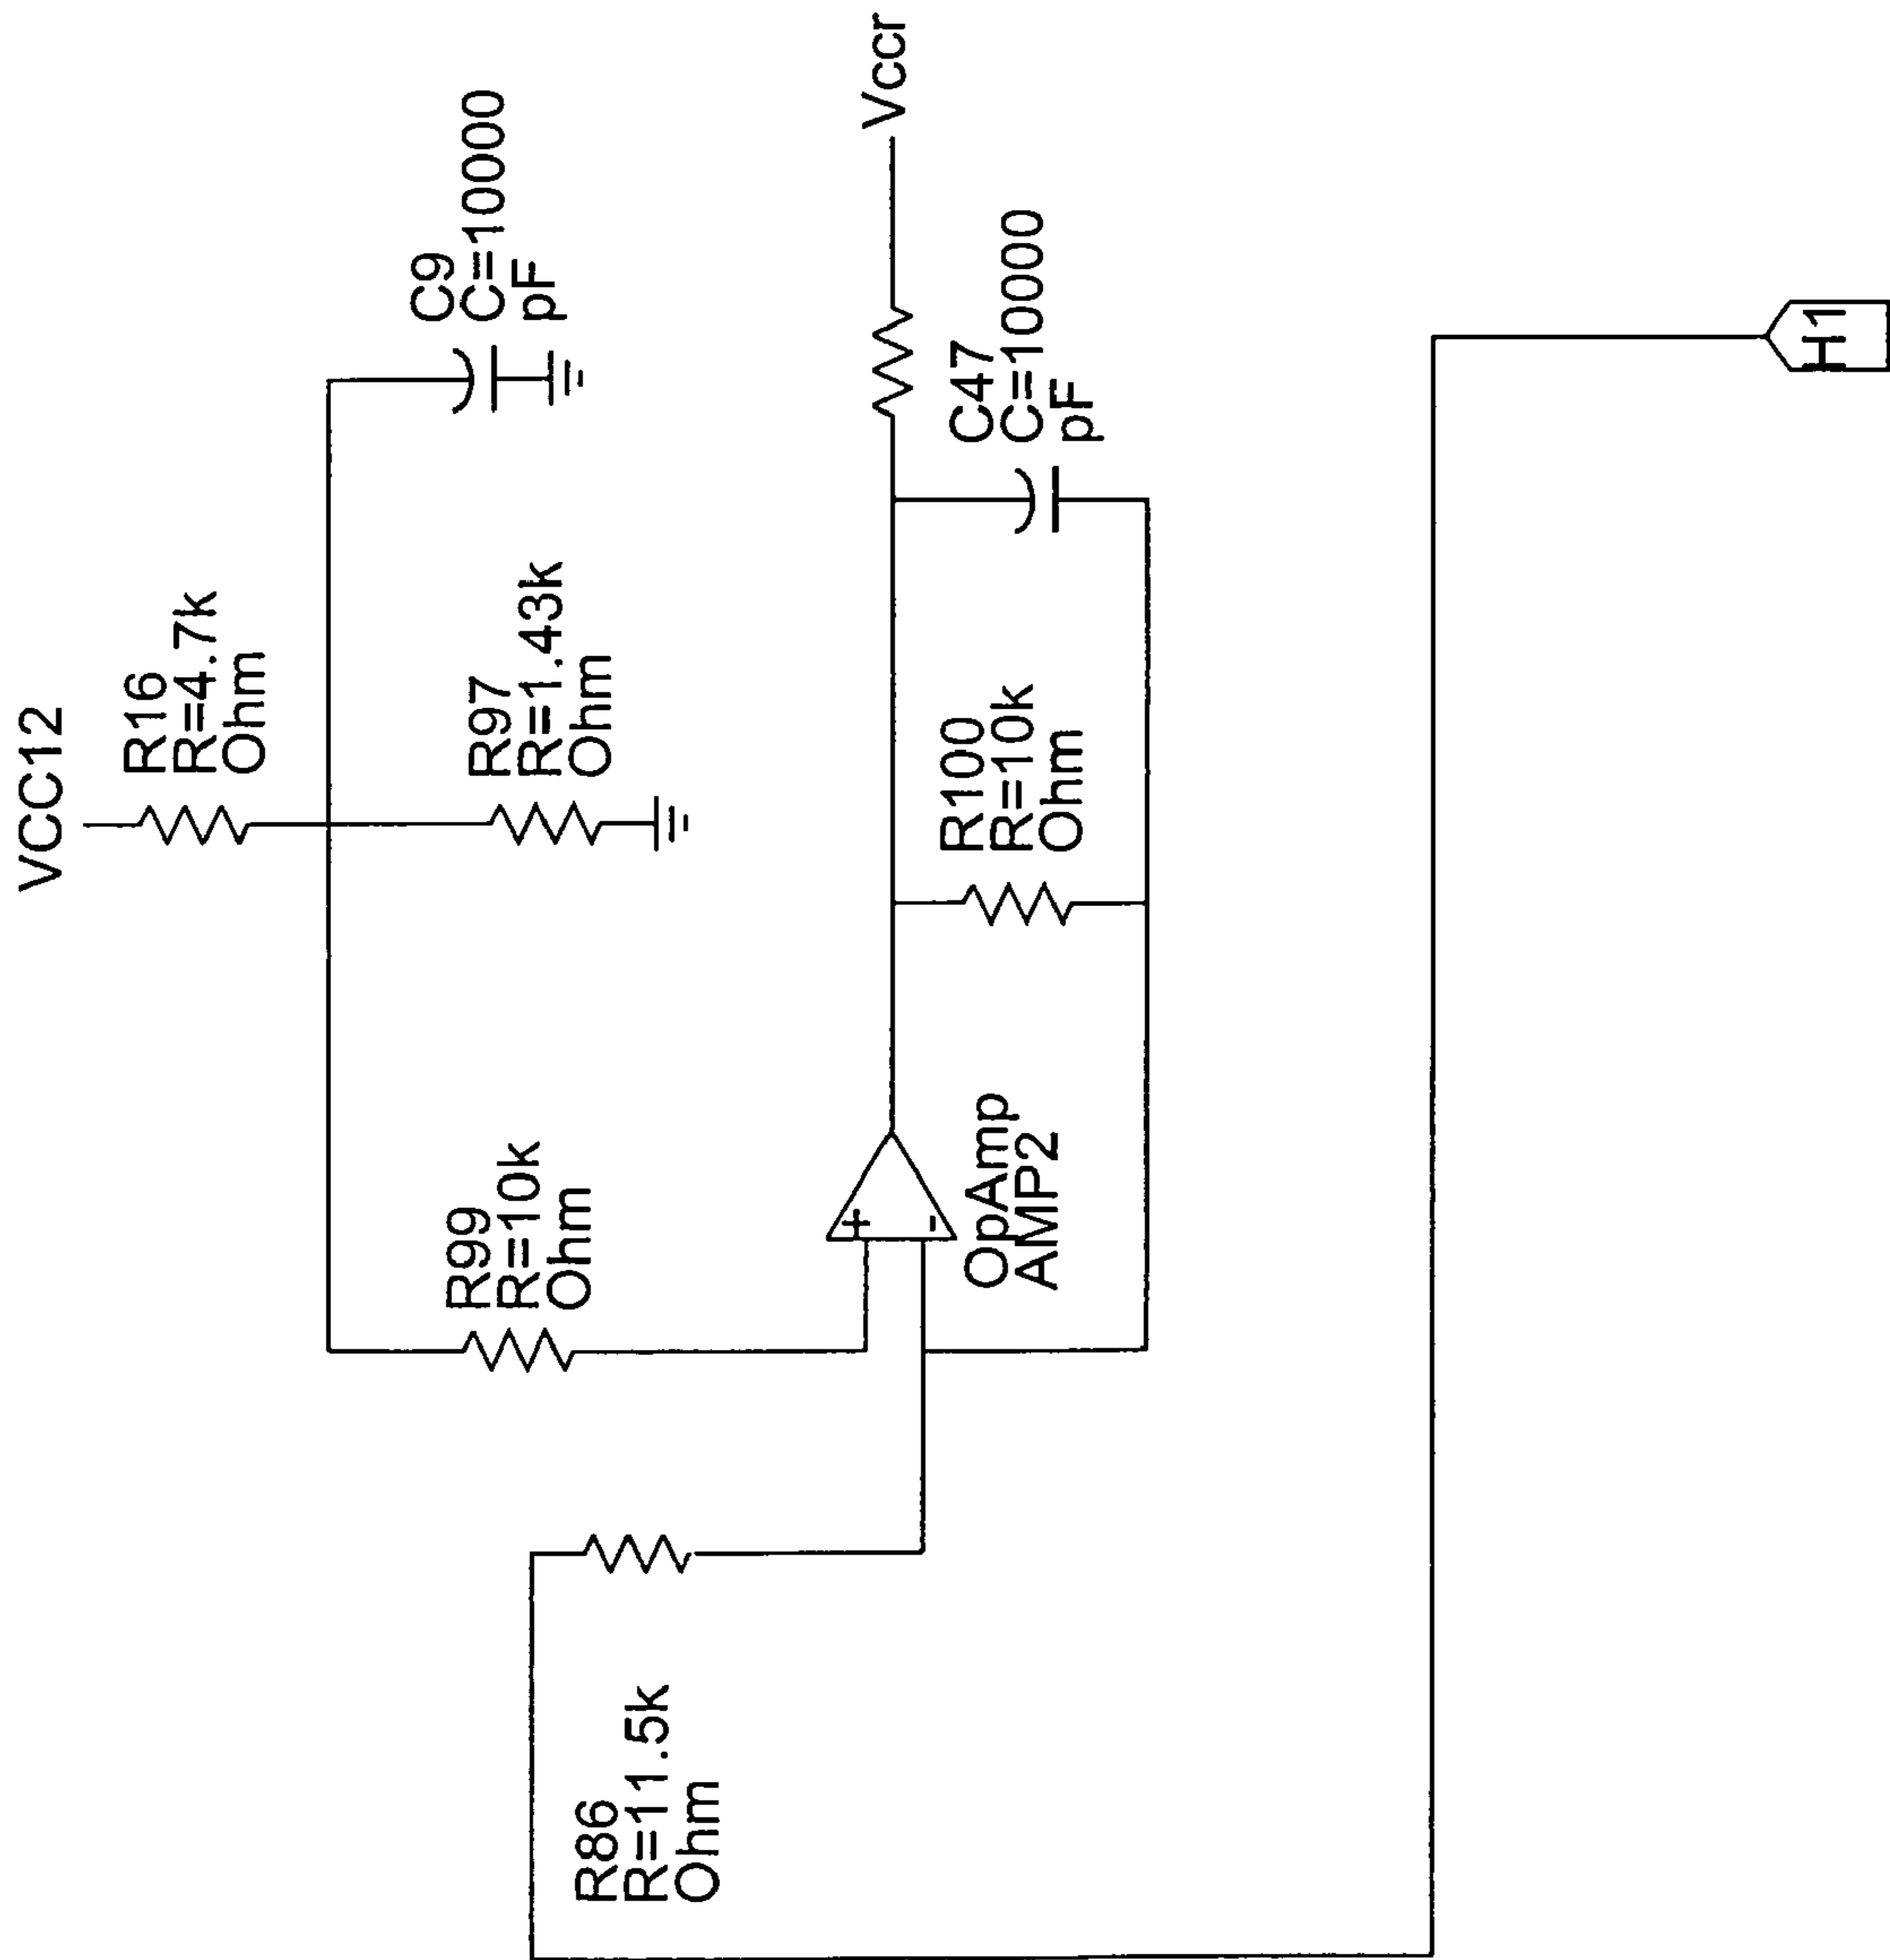 VCC12
R16
R=4.7k
Ohm
C9
C=10000
pF
R97
R=1.43k
Ohm
R99
R=10k
Ohm
Vccr
+
-
OpAmp
AMP2
R100
R=10k
Ohm
C47
C=10000
pF
R86
R=11.5k
Ohm
H1